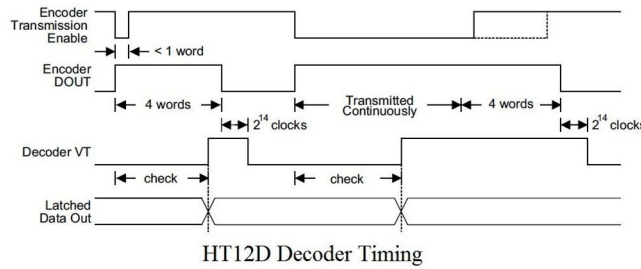 Encoder
Transmission
Enable
< 1 word
Encoder
DOUT
4 words
Transmitted
Continuously
4 words
2^14 clocks
2^14 clocks
Decoder VT
check
check
Latched
Data Out
HT12D Decoder Timing